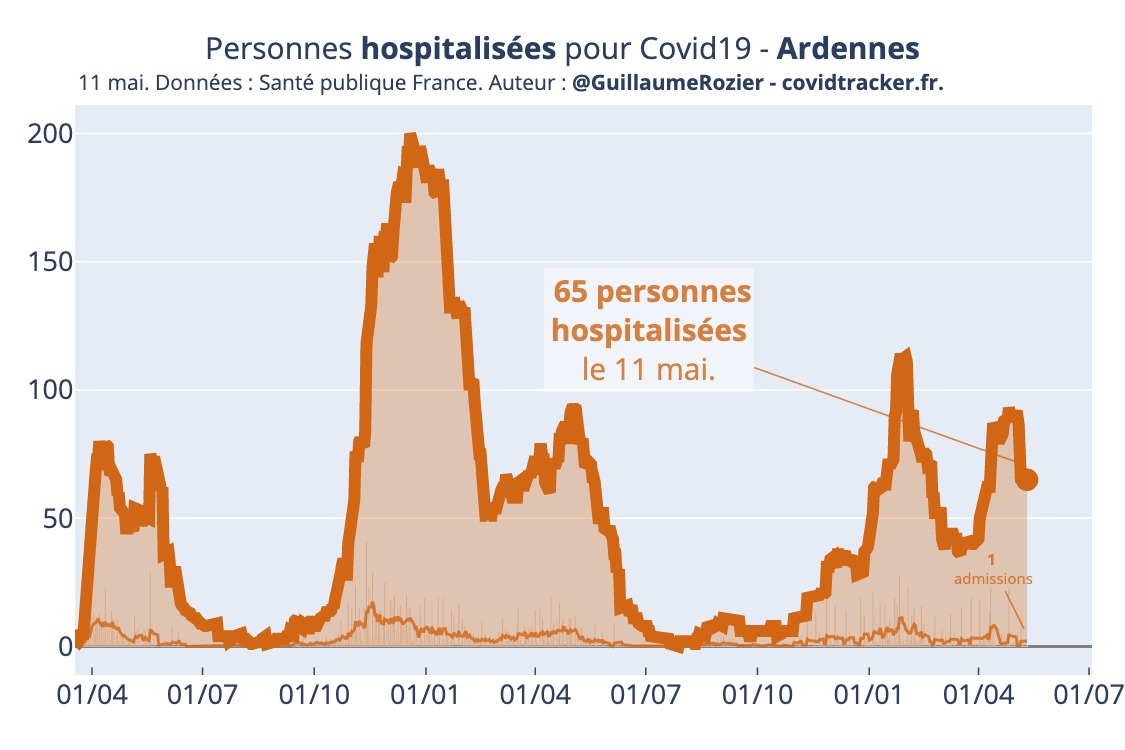 Personnes hospitalisées pour Covid19 - Ardennes
11 mai. Données : Santé publique France. Auteur : @GuillaumeRozier - covidtracker.fr.
200
150
100
50
0
65 personnes
hospitalisées
le 11 mai.
1
admissions
01/04
01/07
01/10
01/01
01/04
01/07
01/10
01/01
01/04
01/07